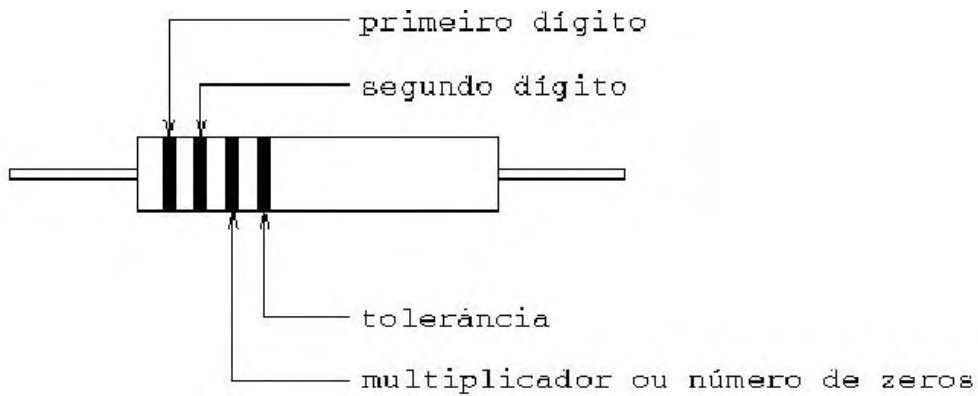 primeiro dígito
segundo dígito
tolerância
multiplicador ou número de zeros